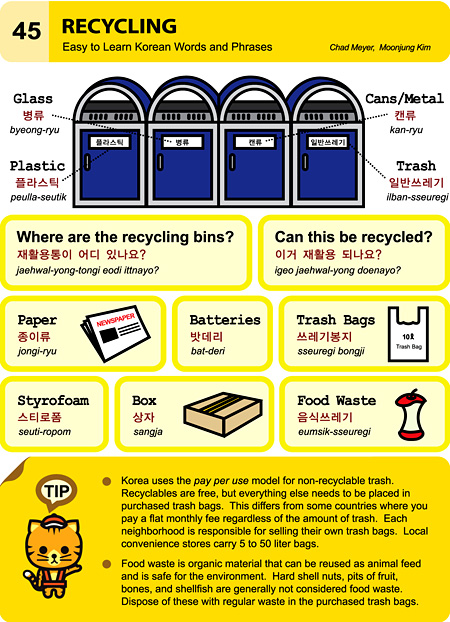 45
RECYCLING
Easy to Learn Korean Words and Phrases
Chad Meyer, Moonjung Kim
Glass
병류
byeong-ryu
Cans/Metal
캔류
kan-ryu
플라스틱
병류
캔류
일반쓰레기
Plastic
플라스틱
peulla-seutik
Trash
일반쓰레기
ilban-sseuregi
Where are the recycling bins?
재활용통이 어디 있나요?
jaehwal-yong-tongi eodi ittnayo?
Can this be recycled?
이거 재활용 되나요?
igeo jaehwal-yong doenayo?
Paper
종이류
jongi-ryu
NEWSPAPER
Batteries
밧데리
bat-deri
Trash Bags
쓰레기봉지
sseuregi bongji
10ℓ
Trash Bag
Styrofoam
스티로폼
seuti-ropom
Box
상자
sangja
Food Waste
음식쓰레기
eumsik-sseuregi
TIP
Korea uses the pay per use model for non-recyclable trash.
Recyclables are free, but everything else needs to be placed in
purchased trash bags. This differs from some countries where you
pay a flat monthly fee regardless of the amount of trash. Each
neighborhood is responsible for selling their own trash bags. Local
convenience stores carry 5 to 50 liter bags.
Food waste is organic material that can be reused as animal feed
and is safe for the environment. Hard shell nuts, pits of fruit,
bones, and shellfish are generally not considered food waste.
Dispose of these with regular waste in the purchased trash bags.